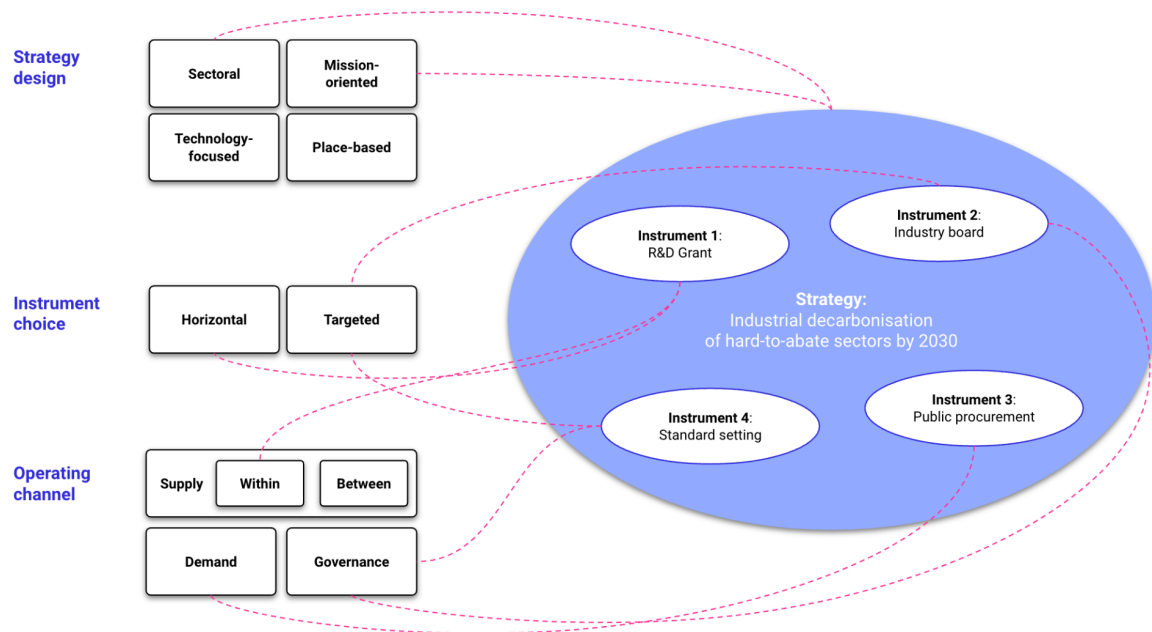 Strategy
design
Sectoral
Mission-
oriented
Technology-
focused
Place-based
Instrument
choice
Horizontal
Targeted
Operating
channel
Supply
Within
Between
Demand
Governance
Instrument 1:
R&D Grant
Instrument 2:
Industry board
Strategy:
Industrial decarbonisation
of hard-to-abate sectors by 2030
Instrument 4:
Standard setting
Instrument 3:
Public procurement